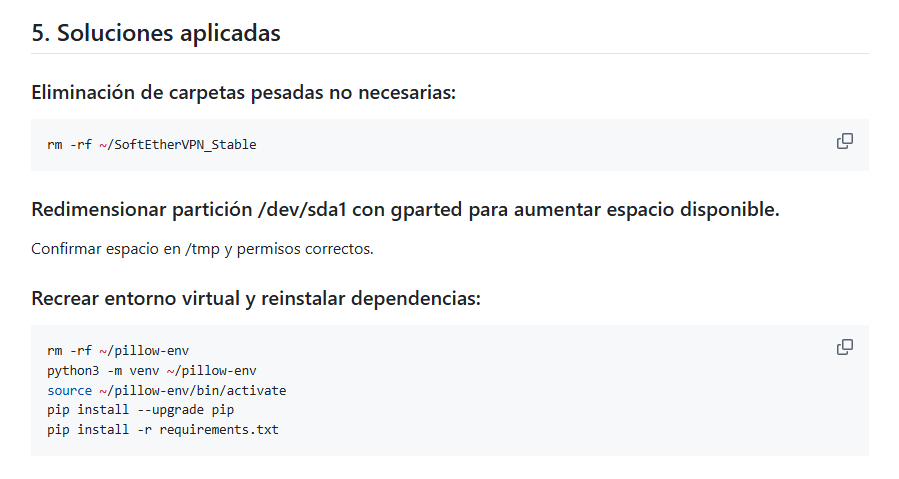 5. Soluciones aplicadas
Eliminación de carpetas pesadas no necesarias:
rm -rf ~/SoftEtherVPN_Stable
Redimensionar partición /dev/sda1 con gparted para aumentar espacio disponible.
Confirmar espacio en /tmp y permisos correctos.
Recrear entorno virtual y reinstalar dependencias:
rm -rf ~/pillow-env
python3 -m venv ~/pillow-env
source ~/pillow-env/bin/activate
pip install --upgrade pip
pip install -r requirements.txt